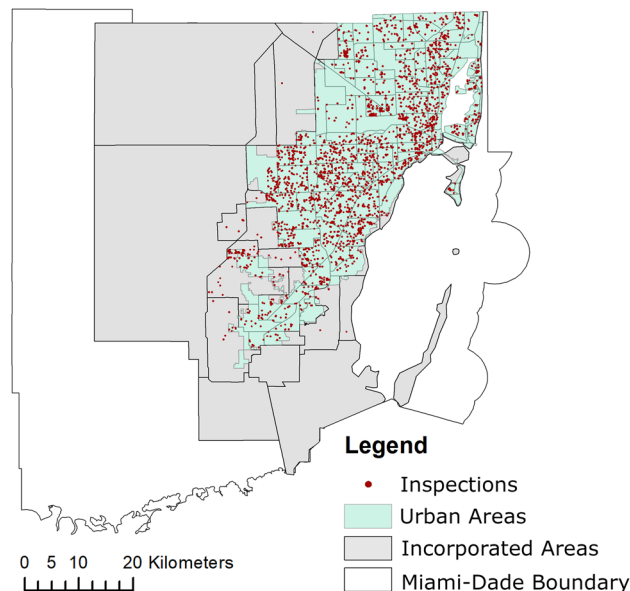 Legend
Inspections
Urban Areas
Incorporated Areas
Miami-Dade Boundary
0 5 10 20 Kilometers